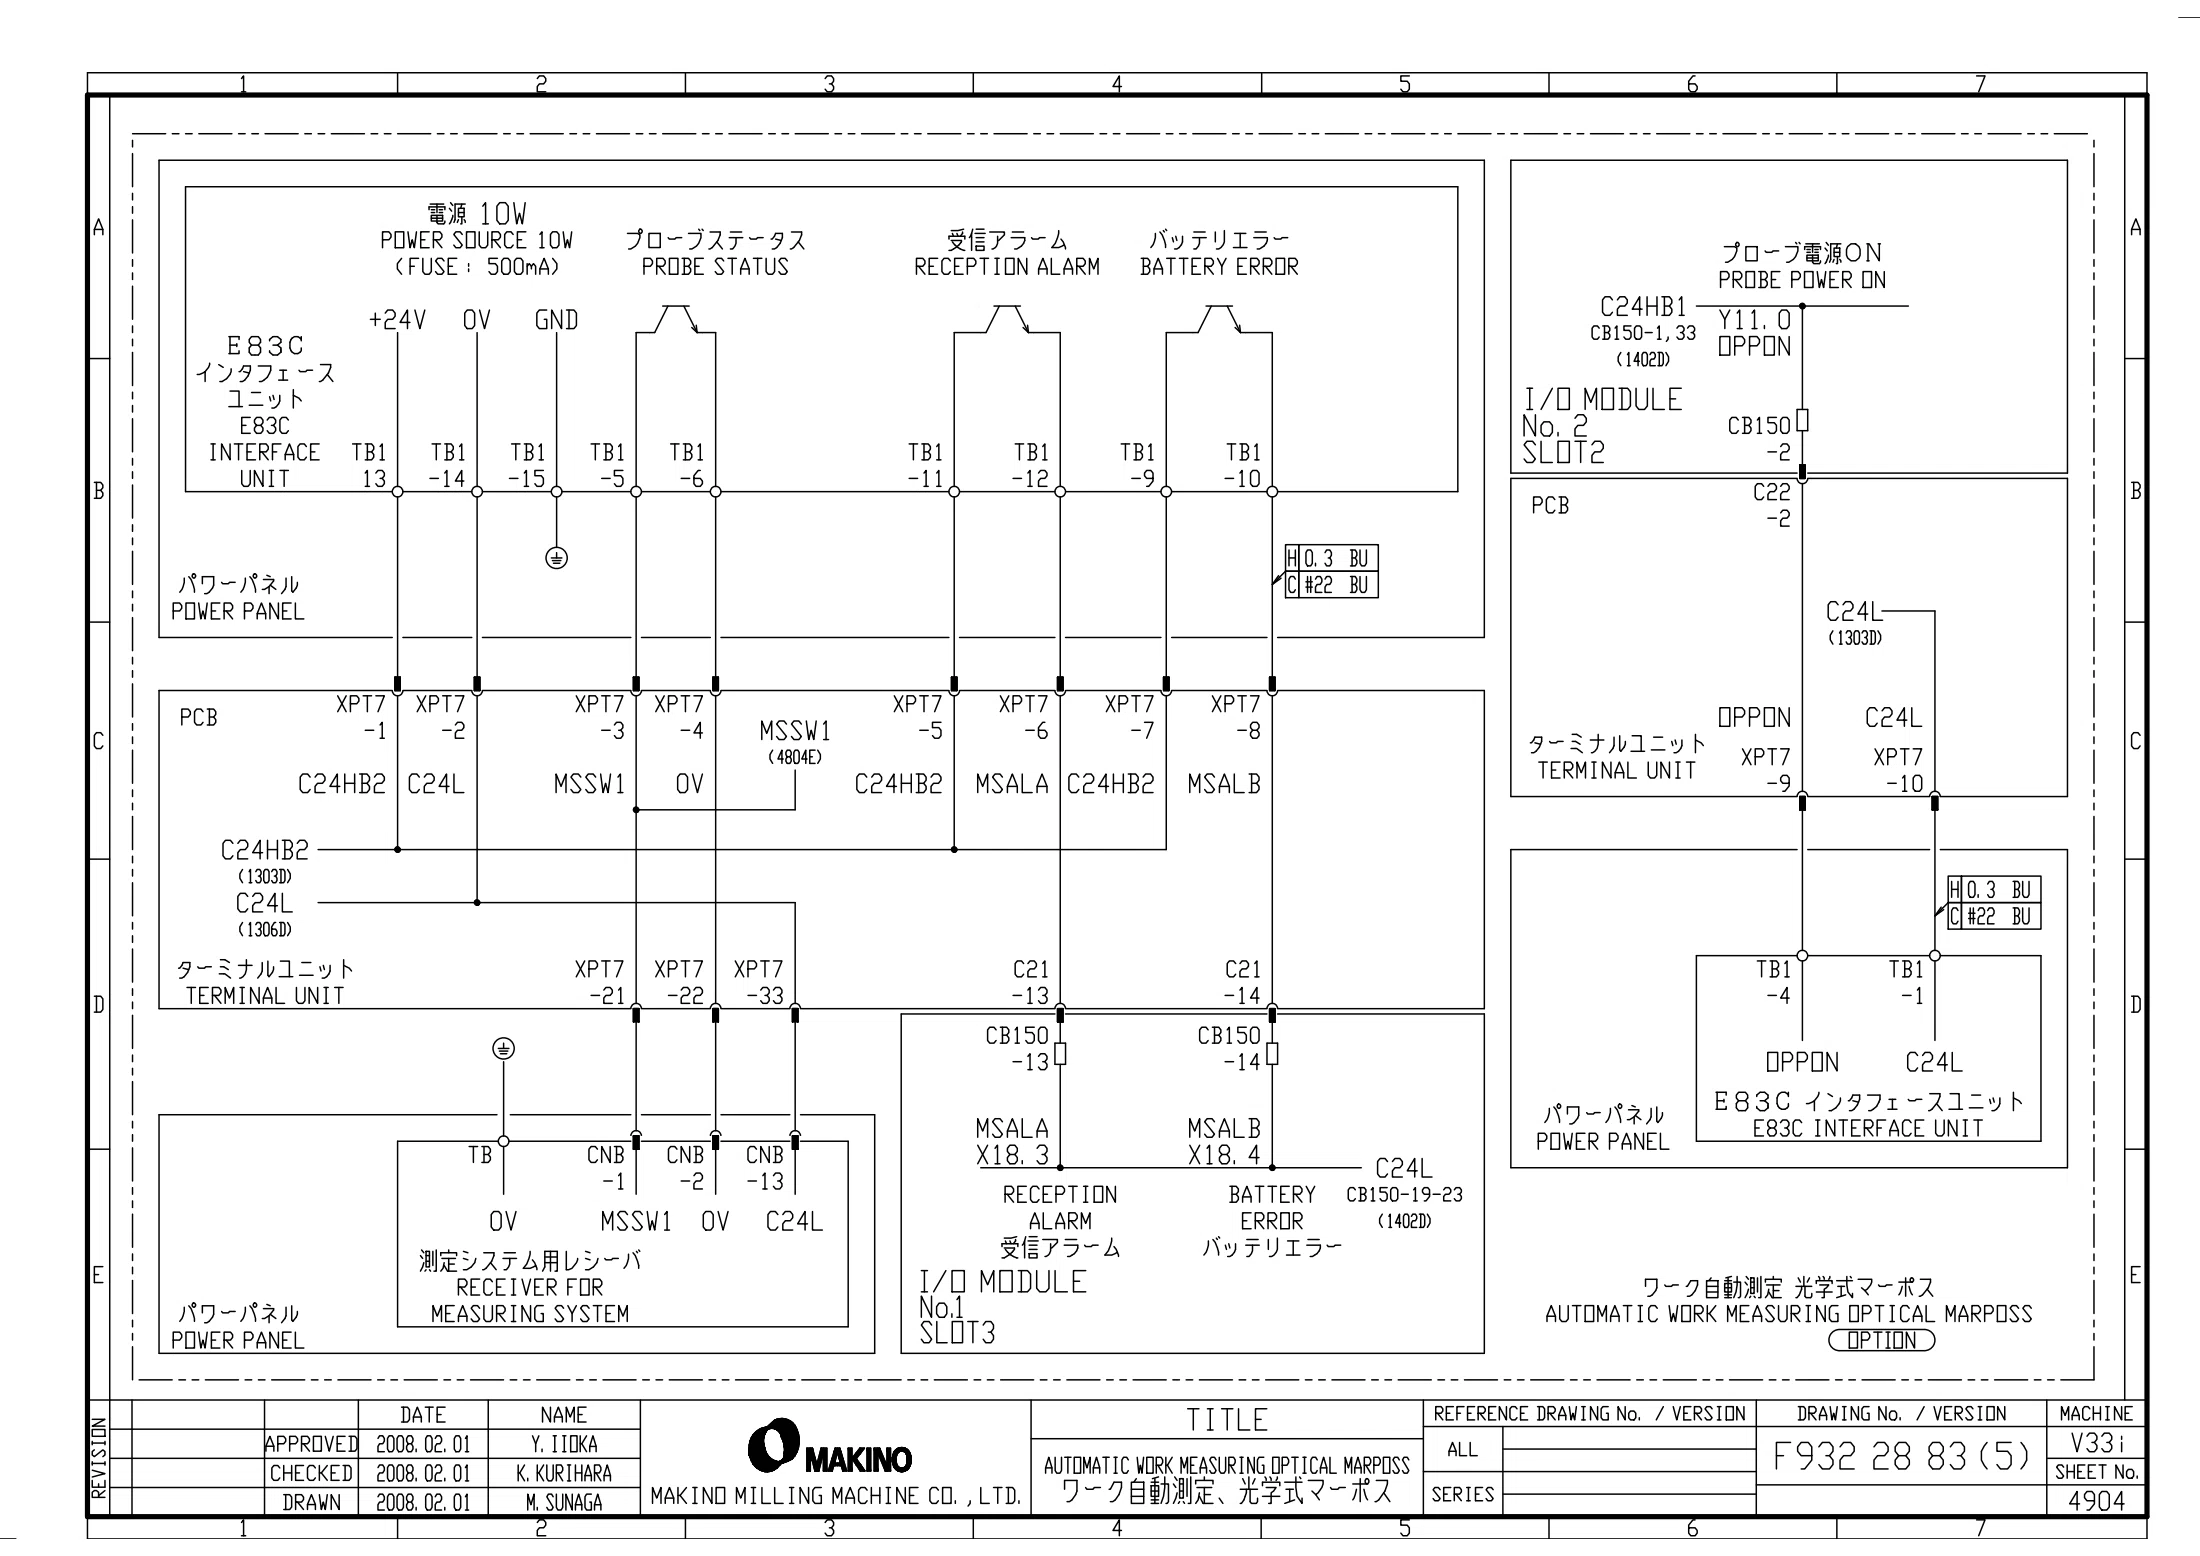 1 2 3 4 5 6 7
A
B
C
D
E
電源 10W
POWER SOURCE 10W
(FUSE: 500mA)
プローブステータス
PROBE STATUS
受信アラーム
RECEPTION ALARM
バッテリエラー
BATTERY ERROR
+24V 0V GND
E83C
インタフェース
ユニット
E83C
INTERFACE
UNIT
TB1 TB1 TB1 TB1 TB1 TB1 TB1 TB1 TB1
13 -14 -15 -5 -6 -11 -12 -9 -10
H 0.3 BU
C #22 BU
パワーパネル
POWER PANEL
PCB
XPT7 XPT7 XPT7 XPT7 XPT7 XPT7 XPT7 XPT7
-1 -2 -3 -4 -5 -6 -7 -8
MSSW1
(4804E)
C24HB2 C24L MSSW1 0V C24HB2 MSALA C24HB2 MSALB
C24HB2
(1303D)
C24L
(1306D)
ターミナルユニット
TERMINAL UNIT
XPT7 XPT7 XPT7 C21 C21
-21 -22 -33 -13 -14
CB150 CB150
-13 -14
TB CNB CNB CNB
-1 -2 -13
0V MSSW1 0V C24L
測定システム用レシーバ
RECEIVER FOR
MEASURING SYSTEM
パワーパネル
POWER PANEL
MSALA MSALB
X18.3 X18.4
C24L
CB150-19-23
(1402D)
RECEPTION
ALARM
受信アラーム
BATTERY
ERROR
バッテリエラー
I/O MODULE
No.1
SLOT3
プローブ電源ON
PROBE POWER ON
C24HB1
CB150-1,33
(1402D)
Y11.0
OPPON
I/O MODULE
No.2
SLOT2
CB150
-2
PCB
C22
-2
C24L
(1303D)
OPPON C24L
ターミナルユニット
TERMINAL UNIT
XPT7 XPT7
-9 -10
H 0.3 BU
C #22 BU
TB1 TB1
-4 -1
OPPON C24L
E83C インタフェースユニット
E83C INTERFACE UNIT
パワーパネル
POWER PANEL
ワーク自動測定 光学式マーポス
AUTOMATIC WORK MEASURING OPTICAL MARPOSS
OPTION
A
B
C
D
E
REVISION
DATE NAME
APPROVED 2008.02.01 Y. IIOKA
CHECKED 2008.02.01 K. KURIHARA
DRAWN 2008.02.01 M. SUNAGA
MAKINO
MAKINO MILLING MACHINE CO.,LTD.
TITLE
AUTOMATIC WORK MEASURING OPTICAL MARPOSS
ワーク自動測定、光学式マーポス
REFERENCE DRAWING No. / VERSION
ALL
SERIES
DRAWING No. / VERSION
F932 28 83(5)
MACHINE
V33i
SHEET No.
4904
1 2 3 4 5 6 7